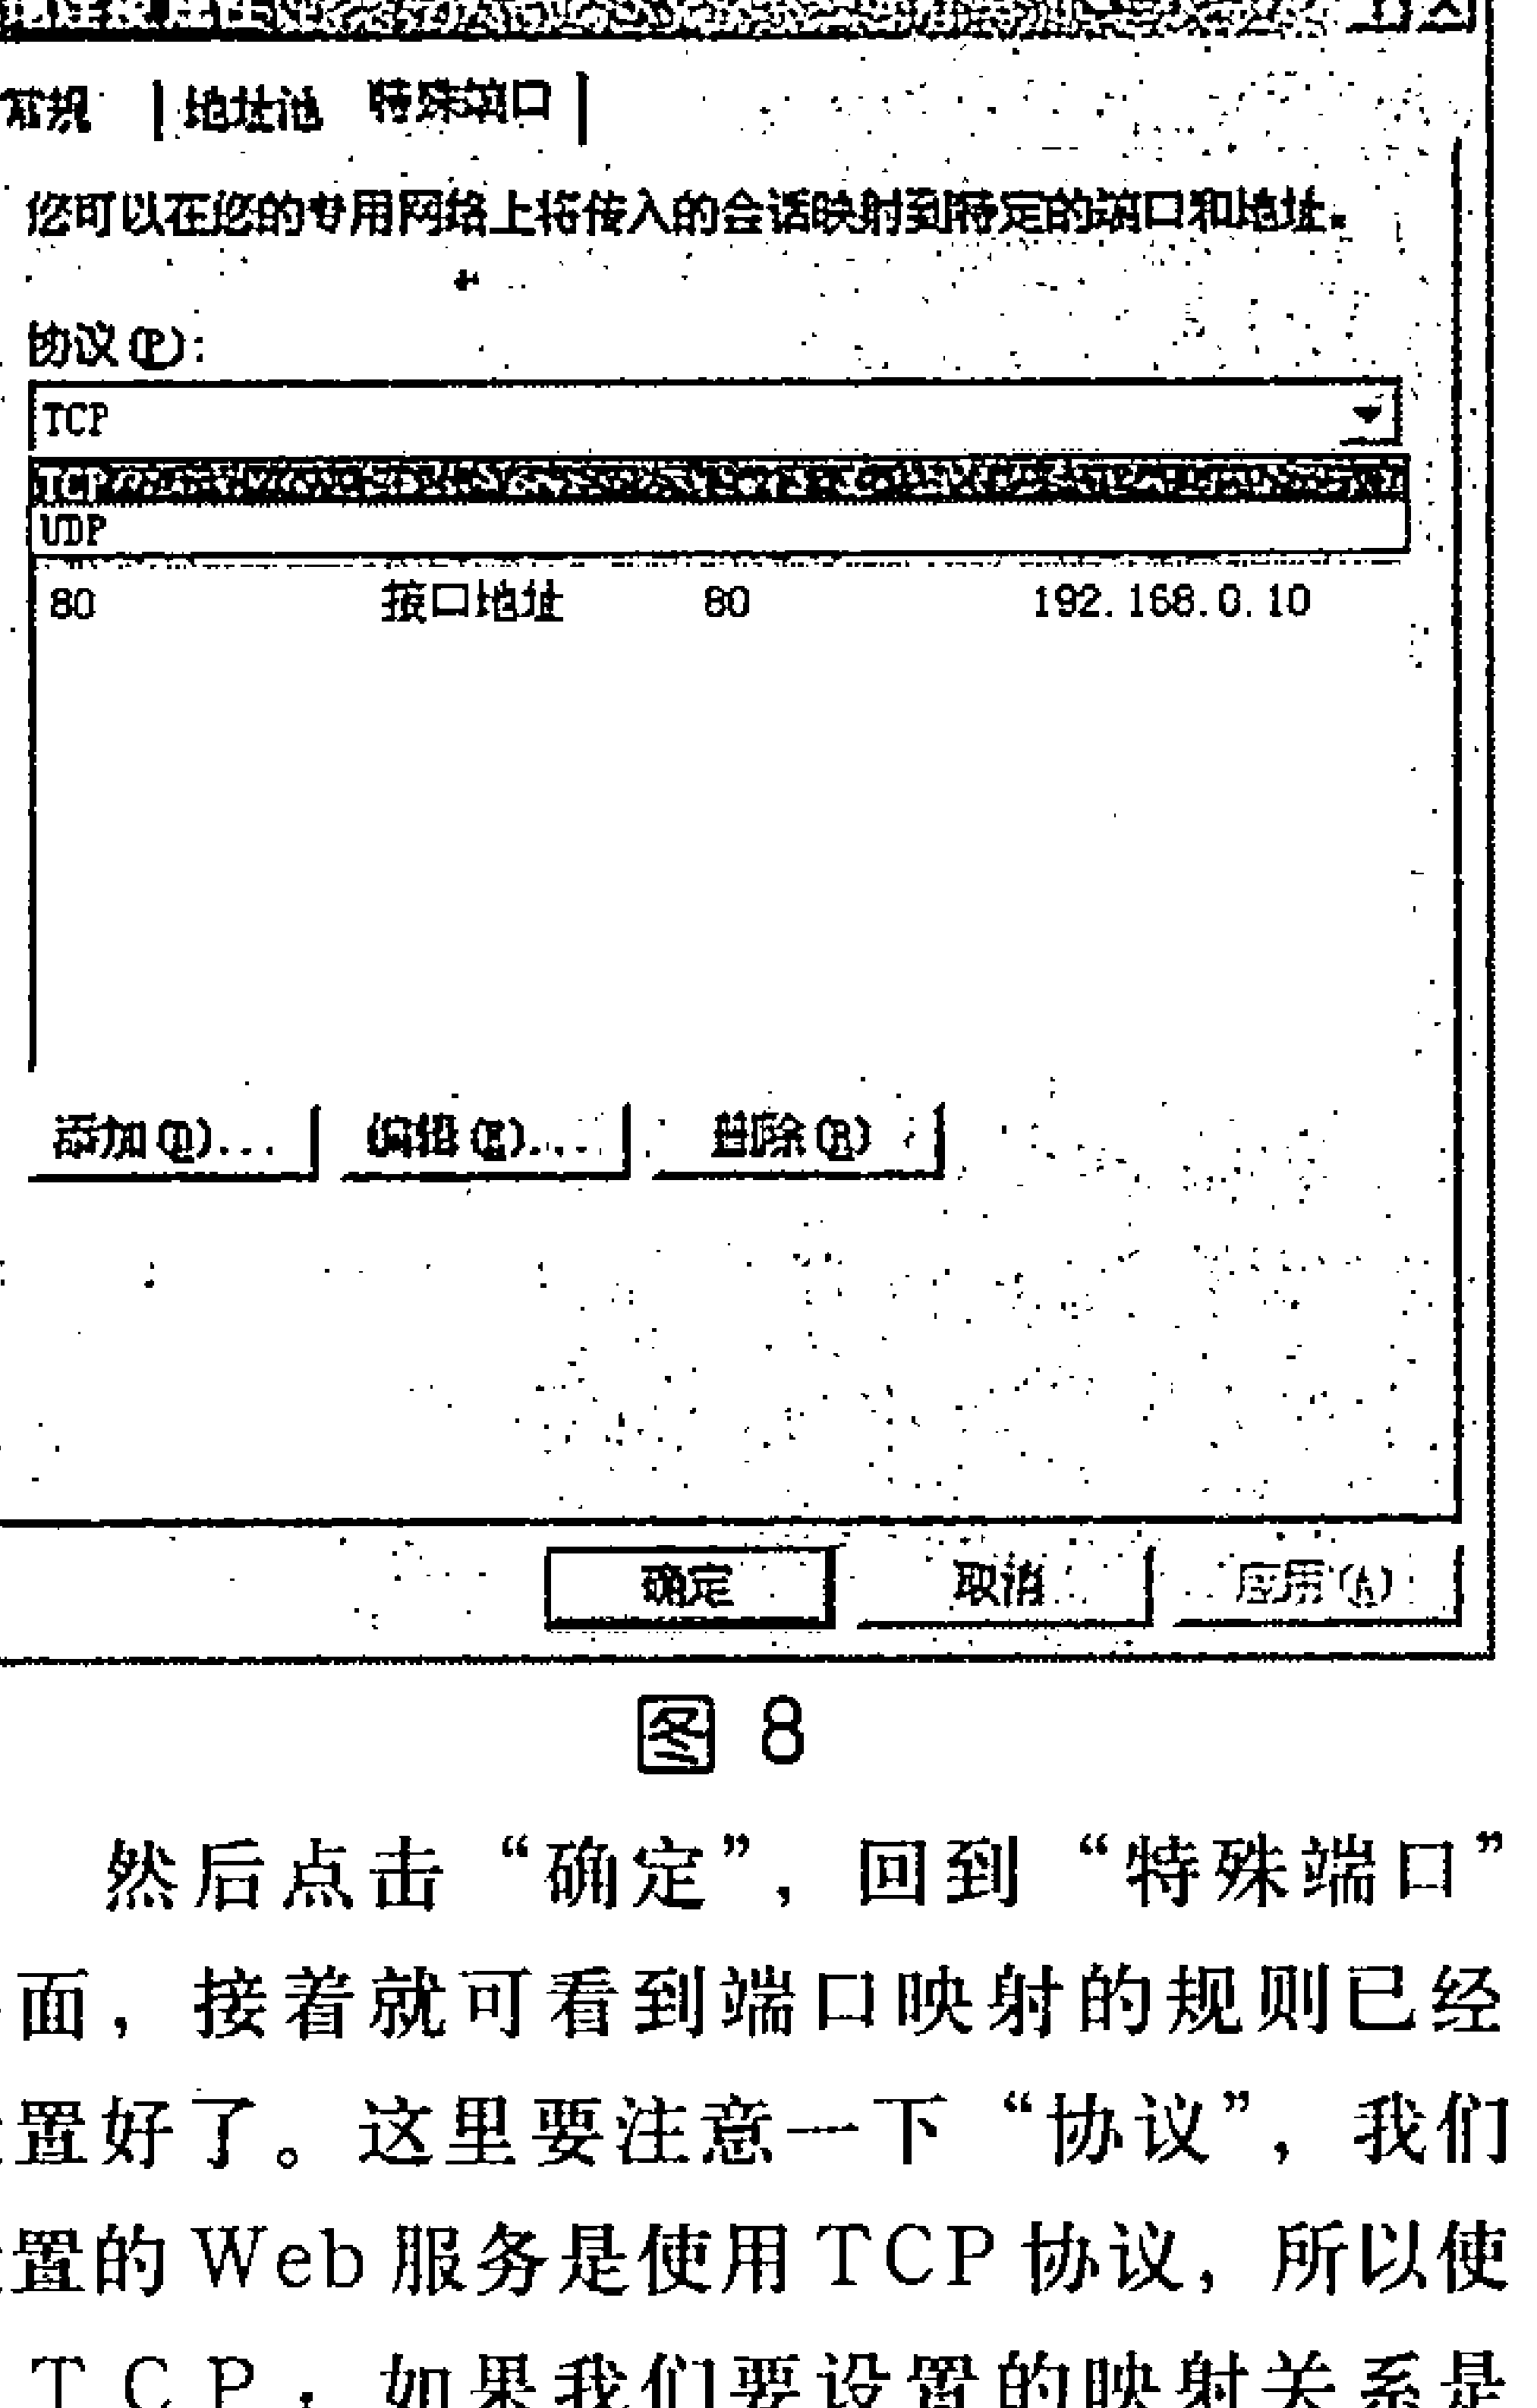 常规 地址池 特殊端口
您可以在您的专用网络上将传入的会话映射到特定的端口和地址。
协议(P):
TCP
TCP
UDP
80 接口地址 80 192.168.0.10
添加(D)... 编辑(E)... 删除(R)
确定 取消 应用(A)
图 8
然后点击“确定”，回到“特殊端口”
面，接着就可看到端口映射的规则已经
置好了。这里要注意一下“协议”，我们
置的 Web 服务是使用 TCP 协议，所以使
TCP，如果我们要设置的映射关系是